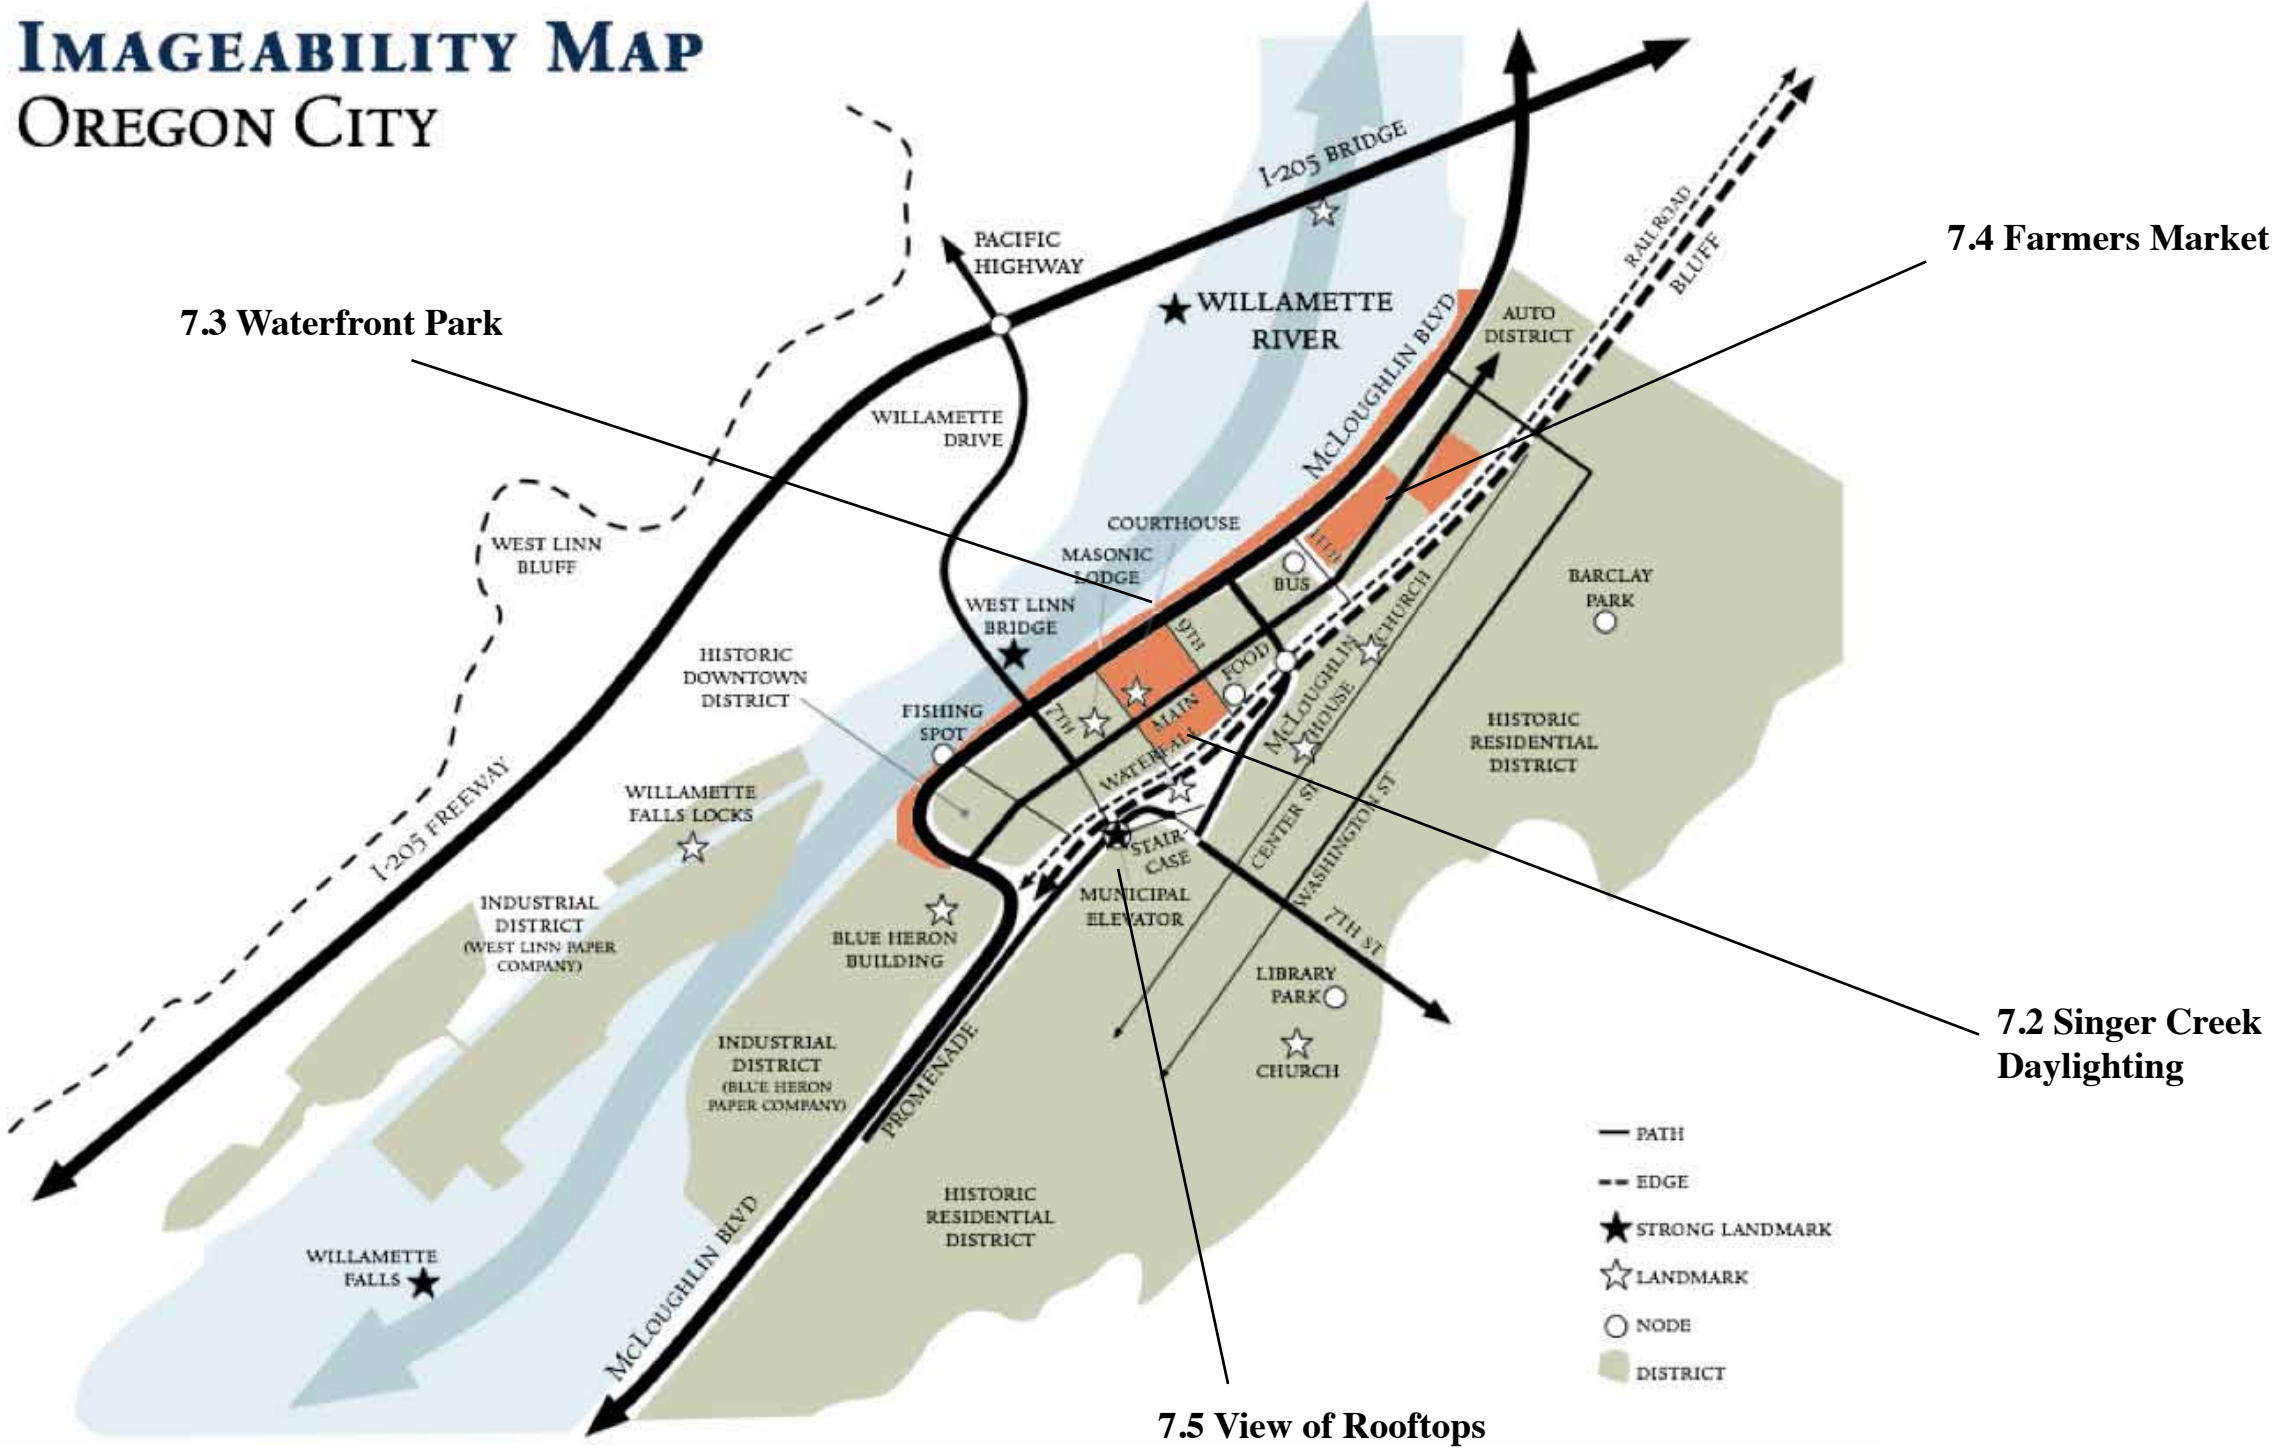 IMAGEABILITY MAP
OREGON CITY
I-205 BRIDGE
RAILROAD
BLUFF
7.4 Farmers Market
PACIFIC
HIGHWAY
WILLAMETTE
RIVER
7.3 Waterfront Park
AUTO
DISTRICT
McLOUGHLIN BLVD
WILLAMETTE
DRIVE
COURTHOUSE
MASONIC
LODGE
WEST LINN
BLUFF
11TH
BUS
BARCLAY
PARK
CHURCH
WEST LINN
BRIDGE
9TH
FOOD
HISTORIC
DOWNTOWN
DISTRICT
McLOUGHLIN
HOUSE
FISHING
SPOT
7TH
MAIN
WATERFALL
HISTORIC
RESIDENTIAL
DISTRICT
I-205 FREEWAY
WILLAMETTE
FALLS LOCKS
STAIR-
CASE
CENTER ST
WASHINGTON ST
MUNICIPAL
ELEVATOR
7TH ST
INDUSTRIAL
DISTRICT
(WEST LINN PAPER
COMPANY)
BLUE HERON
BUILDING
LIBRARY
PARK
7.2 Singer Creek
Daylighting
INDUSTRIAL
DISTRICT
(BLUE HERON
PAPER COMPANY)
PROMENADE
CHURCH
HISTORIC
RESIDENTIAL
DISTRICT
WILLAMETTE
FALLS
McLOUGHLIN BLVD
PATH
EDGE
STRONG LANDMARK
LANDMARK
NODE
DISTRICT
7.5 View of Rooftops